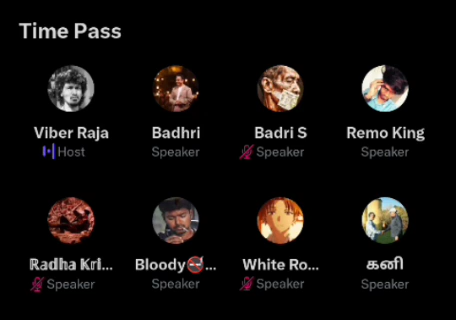 Time Pass
Viber Raja Badhri Badri S Remo King
Host Speaker Speaker Speaker
ℝ𝕒𝕕𝕙𝕒 𝕂𝕣𝕚... Bloody🚭... White Ro... கனி
Speaker Speaker Speaker Speaker